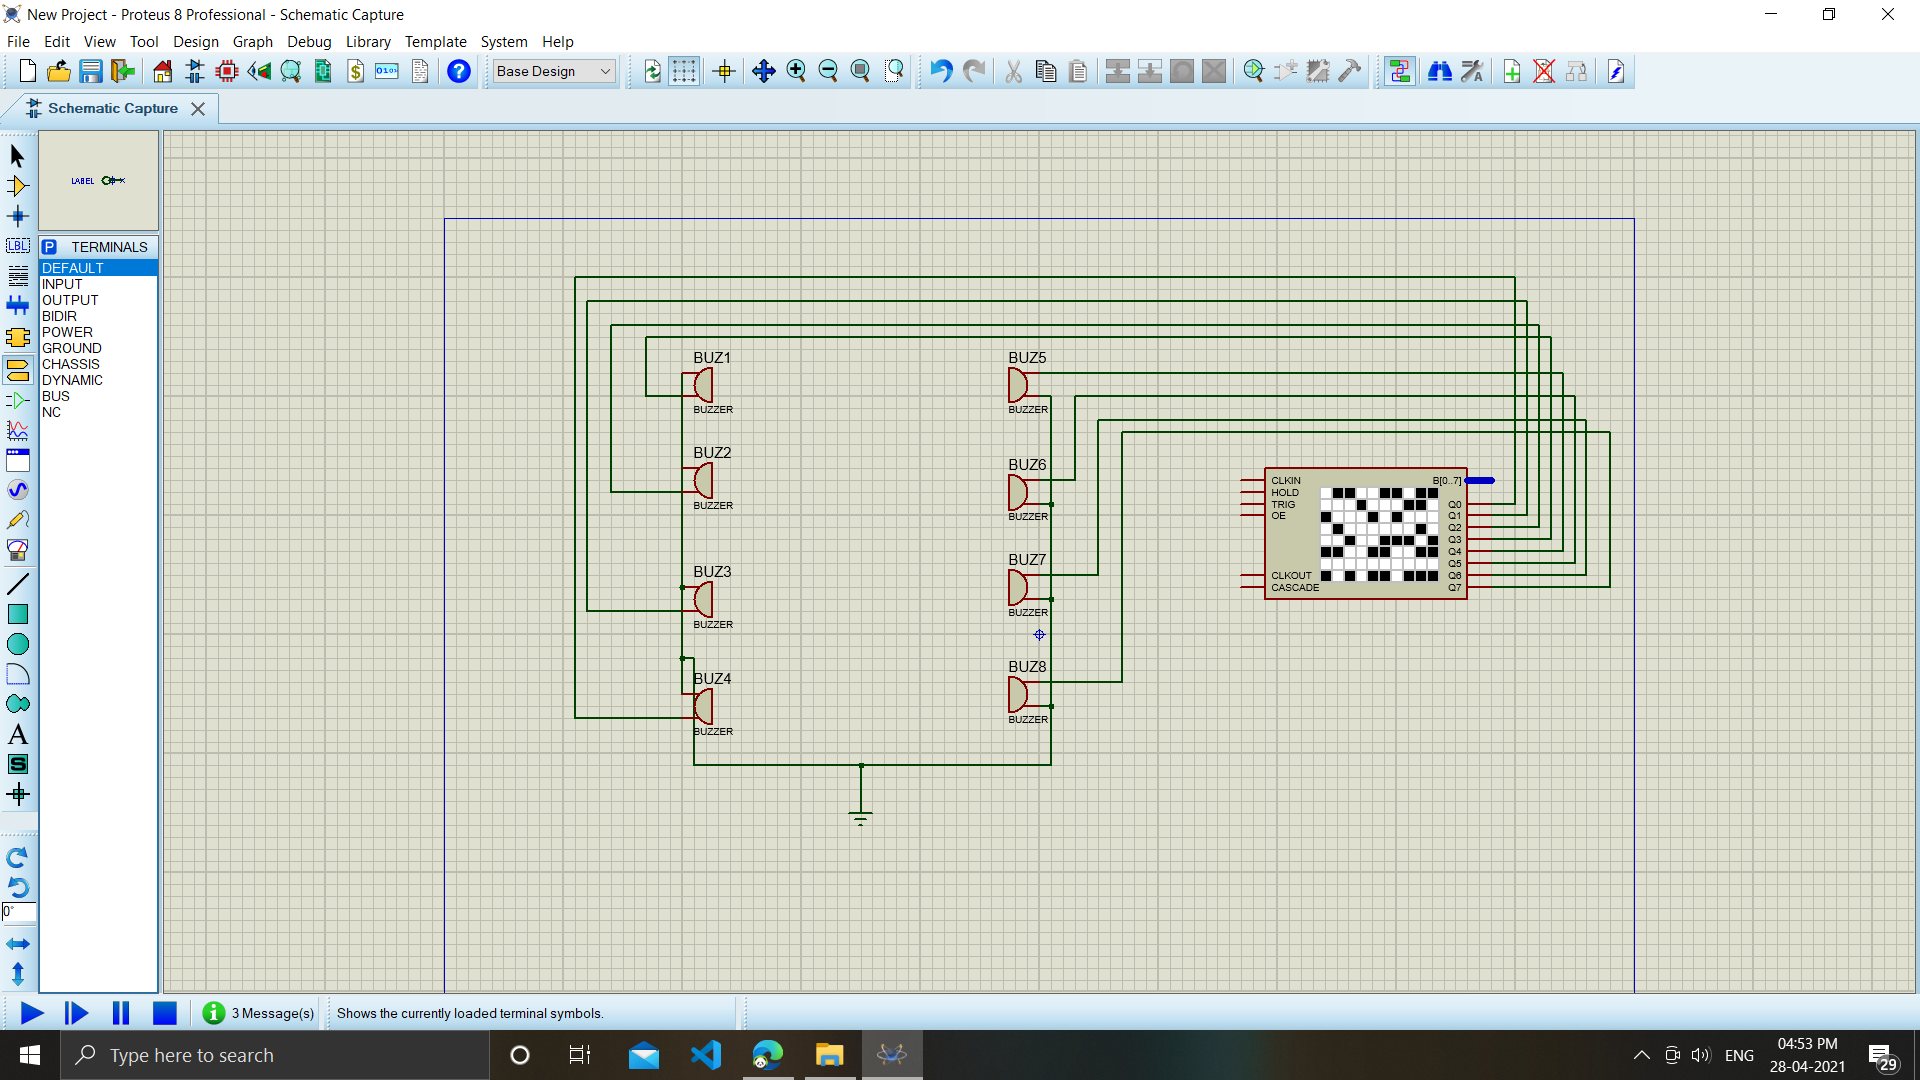 New Project - Proteus 8 Professional - Schematic Capture
File Edit View Tool Design Graph Debug Library Template System Help
Base Design
Schematic Capture
LABEL
P TERMINALS
DEFAULT
INPUT
OUTPUT
BIDIR
POWER
GROUND
CHASSIS
DYNAMIC
BUS
NC
LBL
A
S
0°
BUZ1
BUZZER
BUZ2
BUZZER
BUZ3
BUZZER
BUZ4
BUZZER
BUZ5
BUZZER
BUZ6
BUZZER
BUZ7
BUZZER
BUZ8
BUZZER
CLKIN
HOLD
TRIG
OE
CLKOUT
CASCADE
B[0..7]
Q0
Q1
Q2
Q3
Q4
Q5
Q6
Q7
3 Message(s)
Shows the currently loaded terminal symbols.
Type here to search
ENG
04:53 PM
28-04-2021
29